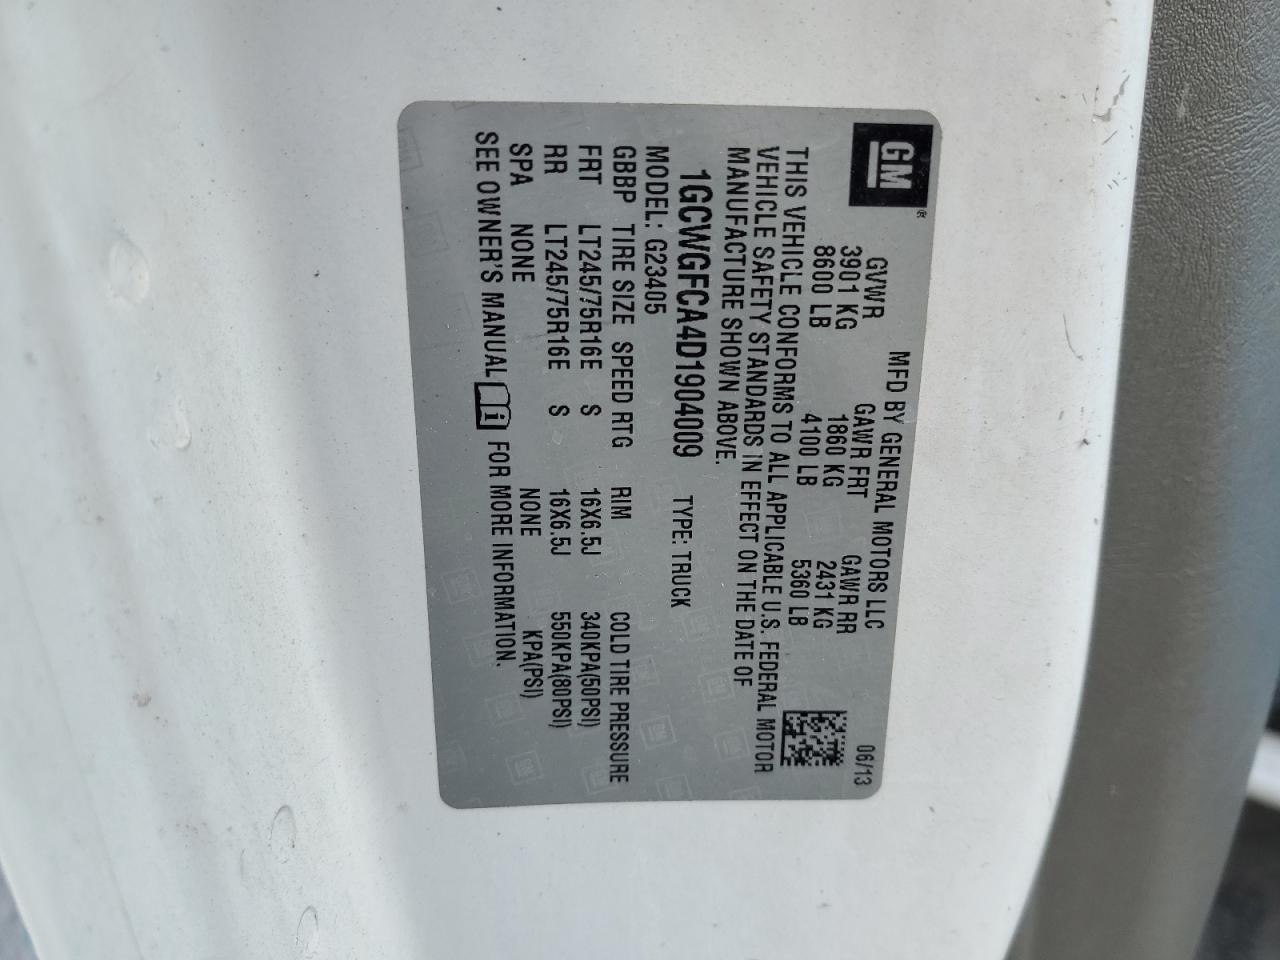 GM®
MFD BY GENERAL MOTORS LLC 06/13
GVWR GAWR FRT GAWR RR
3901 KG 1860 KG 2431 KG
8600 LB 4100 LB 5360 LB
THIS VEHICLE CONFORMS TO ALL APPLICABLE U.S. FEDERAL MOTOR
VEHICLE SAFETY STANDARDS IN EFFECT ON THE DATE OF
MANUFACTURE SHOWN ABOVE.
1GCWGFCA4D1904009 TYPE: TRUCK
MODEL: G23405
GBBP TIRE SIZE SPEED RTG RIM COLD TIRE PRESSURE
FRT LT245/75R16E S 16X6.5J 340KPA(50PSI)
RR LT245/75R16E S 16X6.5J 550KPA(80PSI)
SPA NONE NONE KPA(PSI)
SEE OWNER'S MANUAL i FOR MORE INFORMATION.